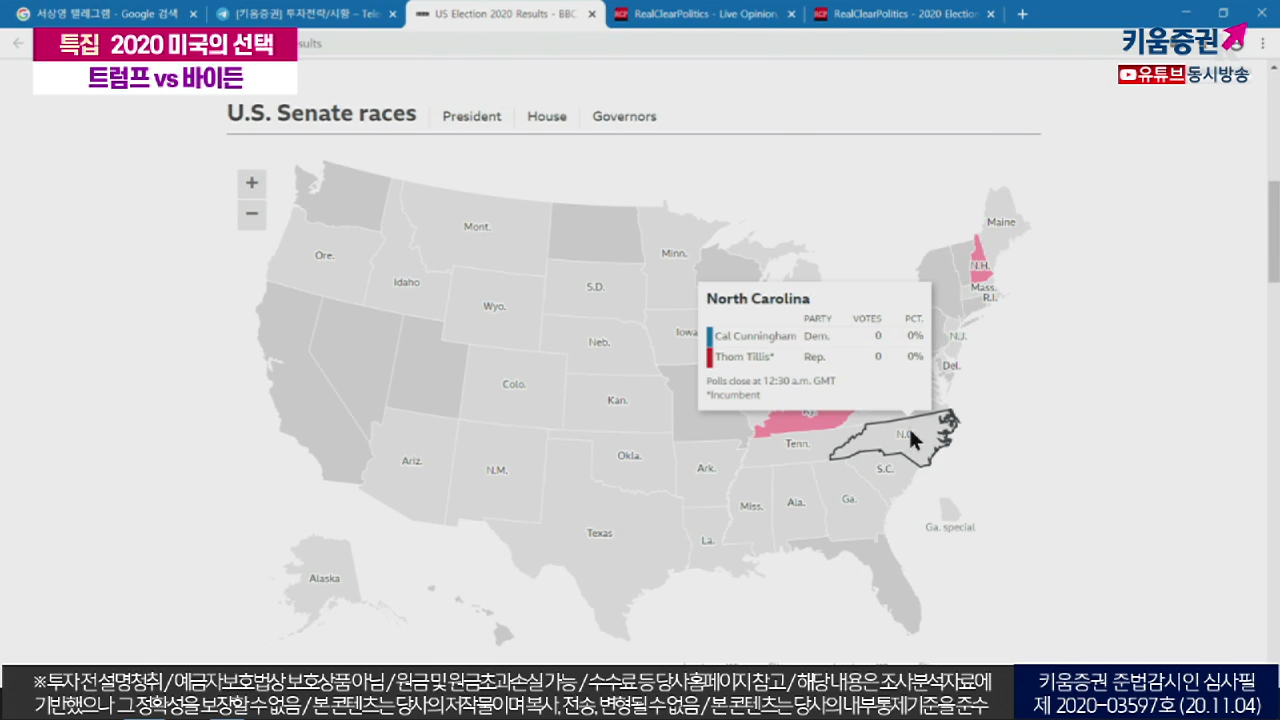 서상영 텔레그램 - Google 검색
[키움증권] 투자전략/시황 – Tele
US Election 2020 Results - BBC
RealClearPolitics - Live Opinion,
RealClearPolitics - 2020 Election
특집 2020 미국의 선택
트럼프 vs 바이든
키움증권
유튜브 동시방송
U.S. Senate races
President
House
Governors
+
−
Mont.
Minn.
Maine
Ore.
Idaho
S.D.
N.H.
Mass.
R.I.
Wyo.
Neb.
Iowa
N.J.
Del.
Colo.
Kan.
North Carolina
PARTY VOTES PCT.
Cal Cunningham Dem. 0 0%
Thom Tillis* Rep. 0 0%
Polls close at 12:30 a.m. GMT
*Incumbent
Ky.
Tenn.
Ariz.
N.M.
Okla.
Ark.
S.C.
Miss.
Ala.
Ga.
Texas
La.
Ga. special
Alaska
※ 투자 전 설명청취 / 예금자보호법상 보호상품 아님 / 원금 및 원금초과손실 가능 / 수수료 등 당사홈페이지 참고 / 해당 내용은 조사분석자료에
기반했으나 그 정확성을 보장할 수 없음 / 본 콘텐츠는 당사의 저작물이며 복사, 전송, 변형될 수 없음 / 본 콘텐츠는 당사의 내부통제기준을 준수
키움증권 준법감시인 심사필
제 2020-03597호 (20.11.04)